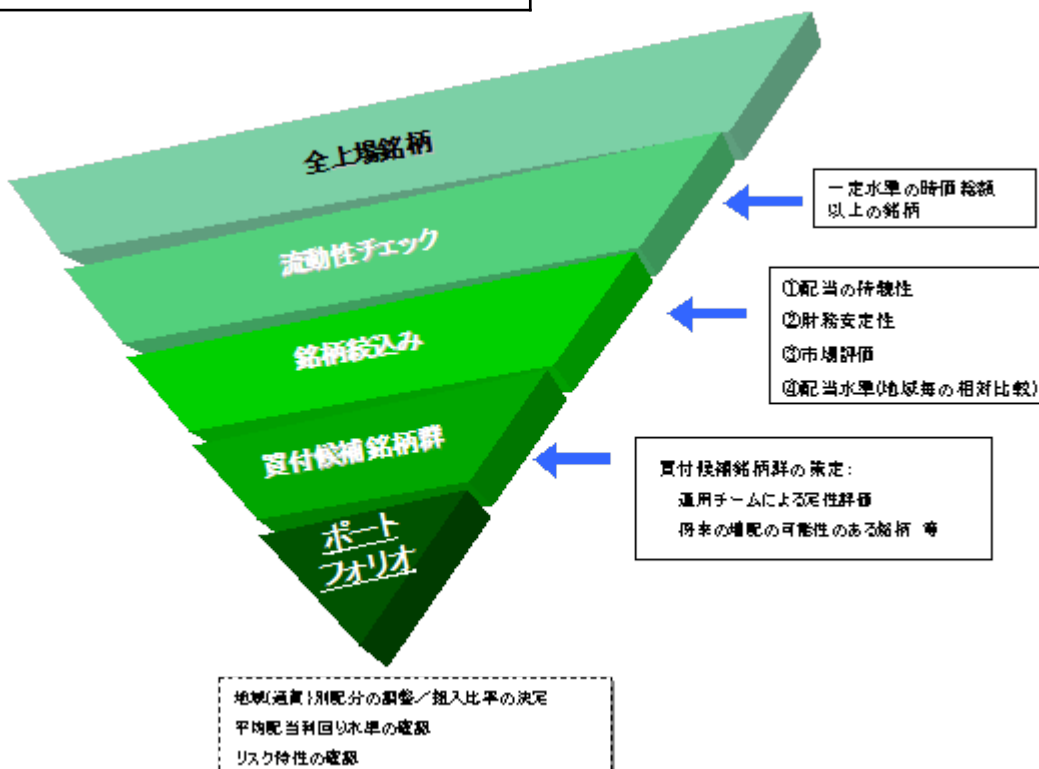 全上場銘柄
一定水準の時価総額
以上の銘柄
流動性チェック
①配当の持続性
②財務安定性
③市場評価
④配当水準(地域毎の相対比較)
銘柄絞込み
買付候補銘柄群
買付候補銘柄群の策定:
運用チームによる定性評価
将来の増配の可能性のある銘柄 等
ポート
フォリオ
地域(通貨)別配分の調整/組入比率の決定
平均配当利回り水準の確認
リスク特性の確認